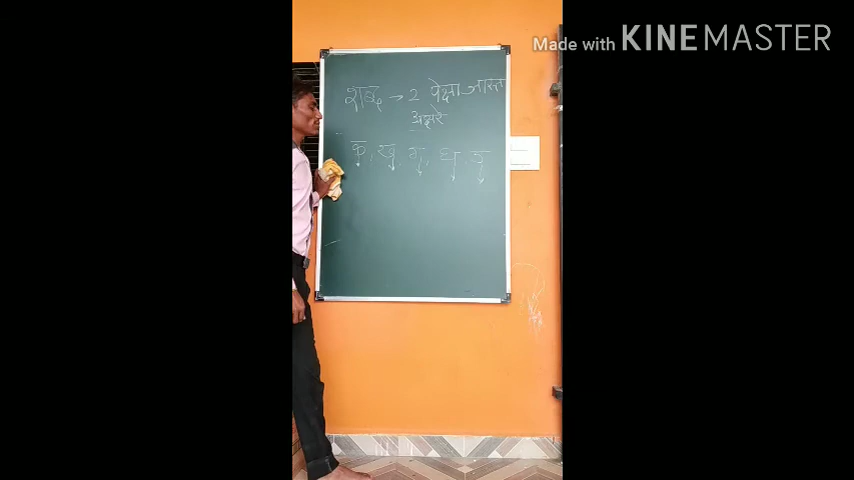 Made with KINEMASTER
शब्द → 2 पेक्षा जास्त
अक्षरे
क, ख, ग, घ,